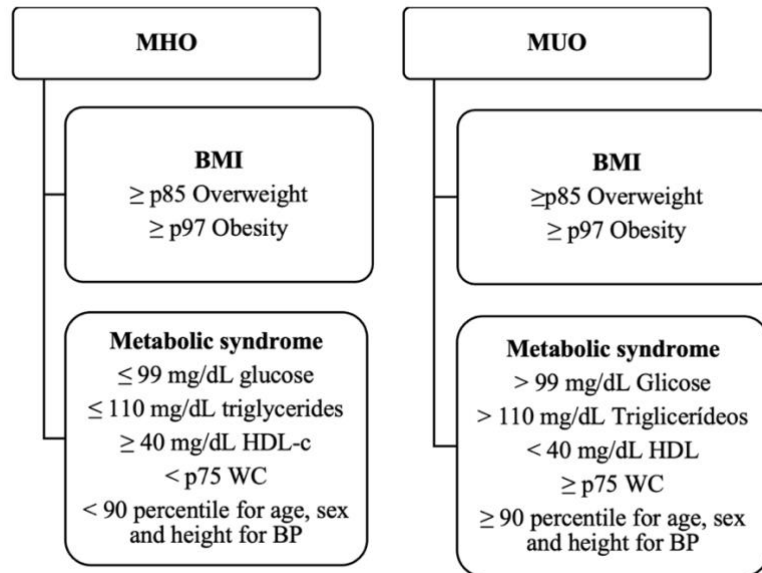 MHO
BMI
≥ p85 Overweight
≥ p97 Obesity
Metabolic syndrome
≤ 99 mg/dL glucose
≤ 110 mg/dL triglycerides
≥ 40 mg/dL HDL-c
< p75 WC
< 90 percentile for age, sex
and height for BP
MUO
BMI
≥p85 Overweight
≥ p97 Obesity
Metabolic syndrome
> 99 mg/dL Glicose
> 110 mg/dL Triglicerídeos
< 40 mg/dL HDL
≥ p75 WC
≥ 90 percentile for age, sex
and height for BP